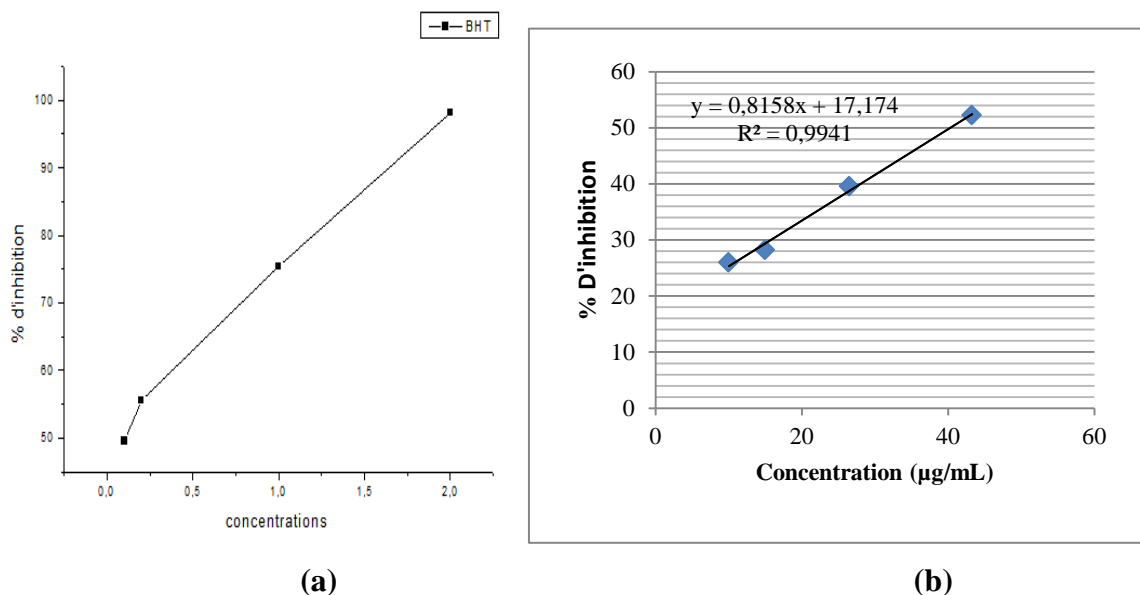 BHT
100
90
80
70
60
50
% d'inhibition
0,0 0,5 1,0 1,5 2,0
concentrations
(a)
60
50
40
30
20
10
0
% D'inhibition
y = 0,8158x + 17,174
R² = 0,9941
0 20 40 60
Concentration (µg/mL)
(b)